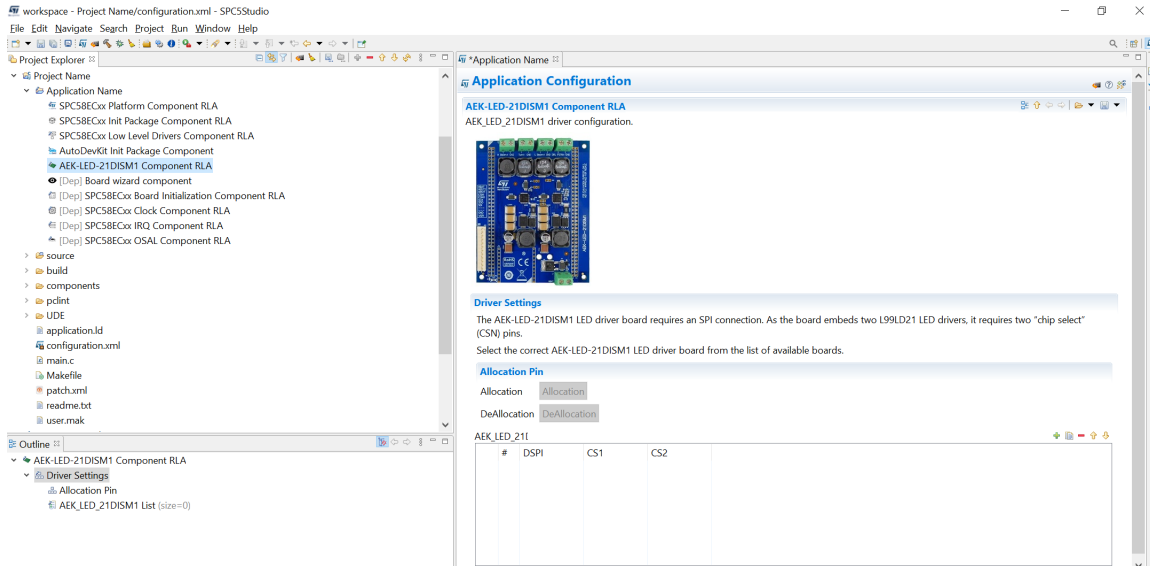 workspace - Project Name/configuration.xml - SPC5Studio
File Edit Navigate Search Project Run Window Help
Project Explorer
Project Name
Application Name
SPC58ECxx Platform Component RLA
SPC58ECxx Init Package Component RLA
SPC58ECxx Low Level Drivers Component RLA
AutoDevKit Init Package Component
AEK-LED-21DISM1 Component RLA
[Dep] Board wizard component
[Dep] SPC58ECxx Board Initialization Component RLA
[Dep] SPC58ECxx Clock Component RLA
[Dep] SPC58ECxx IRQ Component RLA
[Dep] SPC58ECxx OSAL Component RLA
source
build
components
pclint
UDE
application.ld
configuration.xml
main.c
Makefile
patch.xml
readme.txt
user.mak
Outline
AEK-LED-21DISM1 Component RLA
Driver Settings
Allocation Pin
AEK_LED_21DISM1 List (size=0)
*Application Name
Application Configuration
AEK-LED-21DISM1 Component RLA
AEK_LED_21DISM1 driver configuration.
Driver Settings
The AEK-LED-21DISM1 LED driver board requires an SPI connection. As the board embeds two L99LD21 LED drivers, it requires two "chip select"
(CSN) pins.
Select the correct AEK-LED-21DISM1 LED driver board from the list of available boards.
Allocation Pin
Allocation Allocation
DeAllocation DeAllocation
AEK_LED_21[
# DSPI CS1 CS2